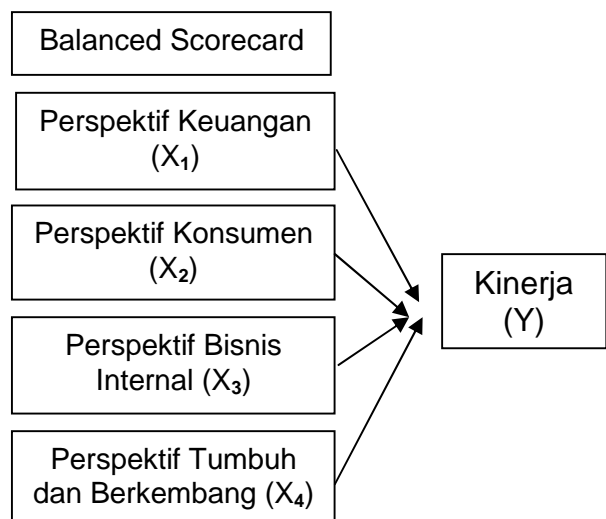 Balanced Scorecard
Perspektif Keuangan
(X₁)
Perspektif Konsumen
(X₂)
Perspektif Bisnis
Internal (X₃)
Perspektif Tumbuh
dan Berkembang (X₄)
Kinerja
(Y)